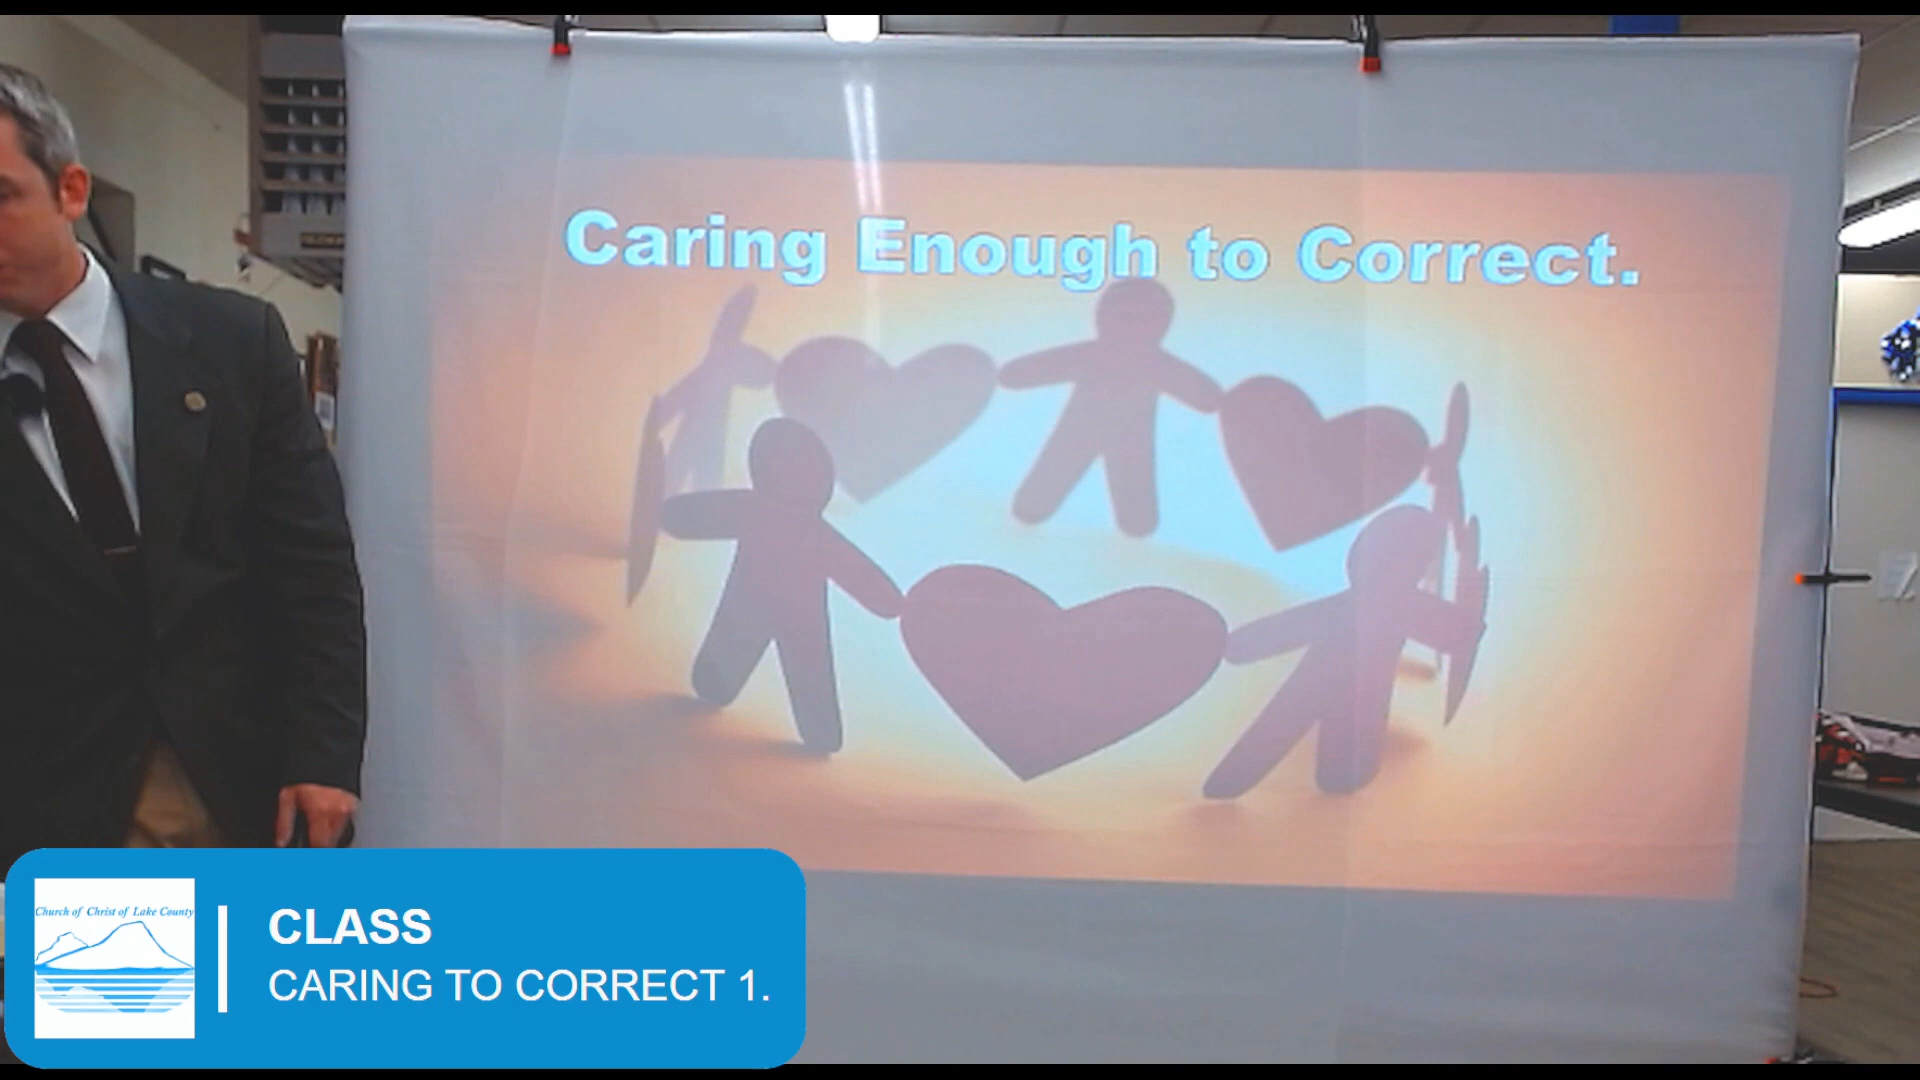 Caring Enough to Correct.
Church of Christ of Lake County
CLASS
CARING TO CORRECT 1.